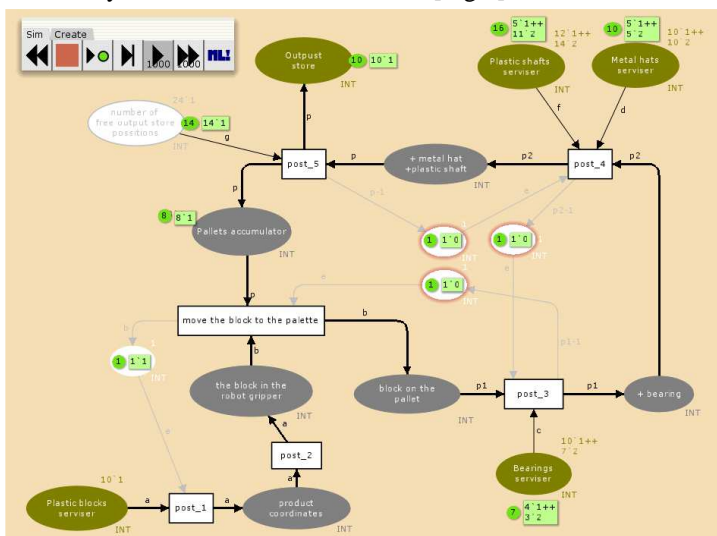 Sim Create
1000 1000 ML!
Outpust
store
10 10`1
INT
16 5`1++
11`2
12`1++
14`2
Plastic shafts
serviser
INT
10 5`1++
5`2
10`1++
10`2
Metal hats
serviser
INT
24`1
number of
free output store
poseitions
14 14`1
INT
g
p
f
d
post_5
p
+ metal hat
+plastic shaft
INT
p2
post_4
p2
p
p-1
e
p2-1
8 8`1
Pallets accumulator
INT
1
1 1`0
INT
1
1 1`0
INT
e
1
1 1`0
INT
e
p
move the block to the palette
b
b
b
1
1 1`1
INT
p1-1
e
the block in the
robot gripper
INT
block on the
pallet
INT
p1
post_3
p1
+ bearing
INT
a
c
post_2
a
10`1++
7`2
10`1
Plastic blocks
serviser
INT
a
post_1
a
product
coordinates
INT
Bearings
serviser
INT
7 4`1++
3`2